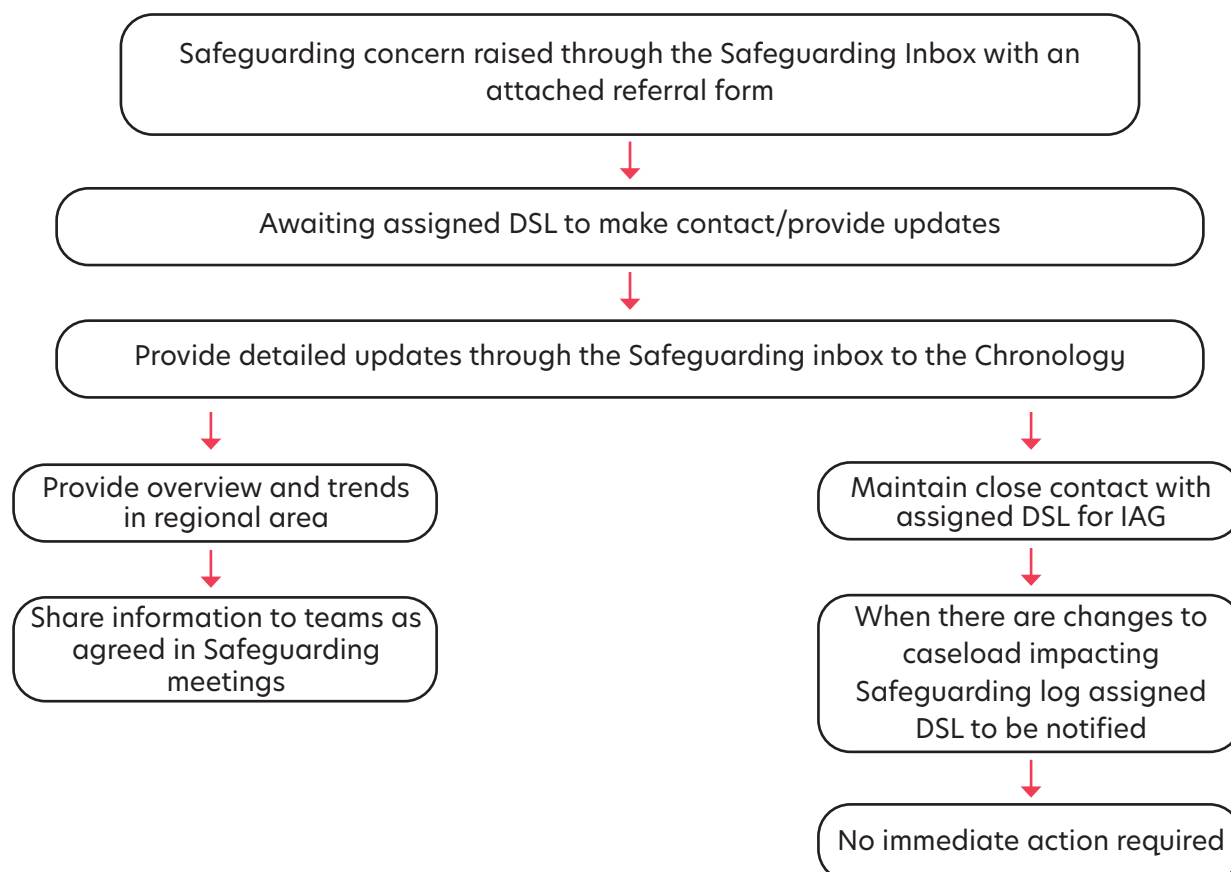 Safeguarding concern raised through the Safeguarding Inbox with an
attached referral form
Awaiting assigned DSL to make contact/provide updates
Provide detailed updates through the Safeguarding inbox to the Chronology
Provide overview and trends
in regional area
Share information to teams as
agreed in Safeguarding
meetings
Maintain close contact with
assigned DSL for IAG
When there are changes to
caseload impacting
Safeguarding log assigned
DSL to be notified
No immediate action required